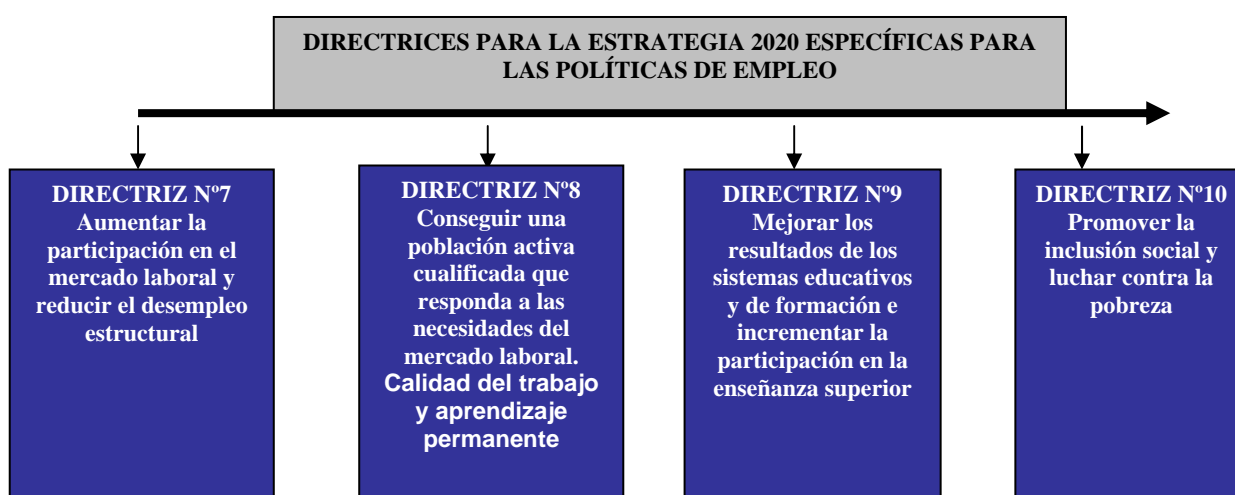 DIRECTRICES PARA LA ESTRATEGIA 2020 ESPECÍFICAS PARA
LAS POLÍTICAS DE EMPLEO
DIRECTRIZ Nº7
Aumentar la
participación en el
mercado laboral y
reducir el desempleo
estructural
DIRECTRIZ Nº8
Conseguir una
población activa
cualificada que
responda a las
necesidades del
mercado laboral.
Calidad del trabajo
y aprendizaje
permanente
DIRECTRIZ Nº9
Mejorar los
resultados de los
sistemas educativos
y de formación e
incrementar la
participación en la
enseñanza superior
DIRECTRIZ Nº10
Promover la
inclusión social y
luchar contra la
pobreza